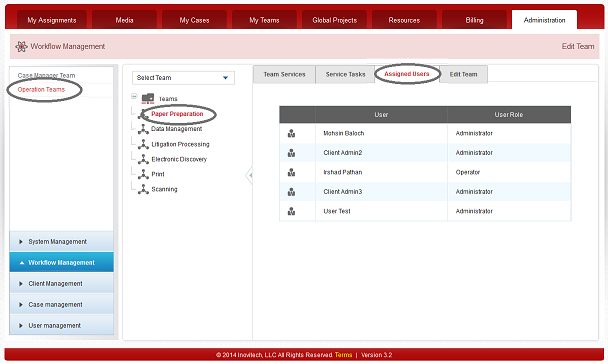 My Assignments Media My Cases My Teams Global Projects Resources Billing Administration
Workflow Management Edit Team
Case Manager Team
Operation Teams
Select Team
Teams
Paper Preparation
Data Management
Litigation Processing
Electronic Discovery
Print
Scanning
Team Services Service Tasks Assigned Users Edit Team
User User Role
Mohsin Baloch Administrator
Client Admin2 Administrator
Irshad Pathan Operator
Client Admin3 Administrator
User Test Administrator
System Management
Workflow Management
Client Management
Case management
User management
© 2014 Inovitech, LLC All Rights Reserved. Terms | Version 3.2